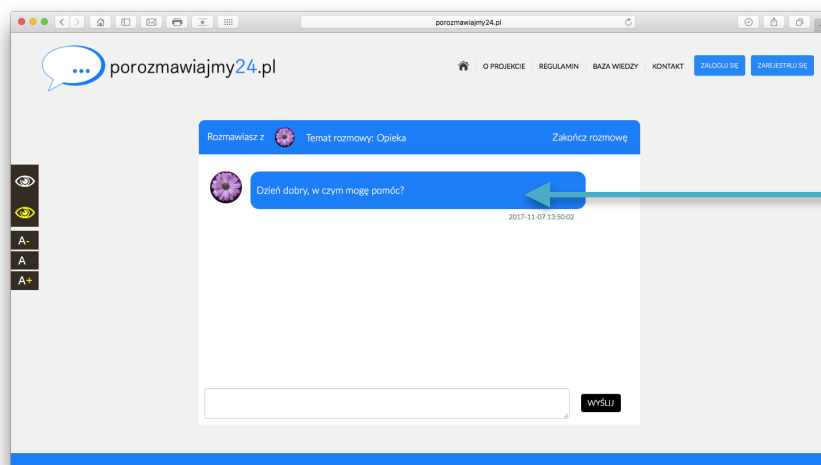 porozmawiajmy24.pl
... porozmawiajmy24.pl
O PROJEKCIE REGULAMIN BAZA WIEDZY KONTAKT ZALOGUJ SIĘ ZAREJESTRUJ SIĘ
Rozmawiasz z Temat rozmowy: Opieka Zakończ rozmowę
Dzień dobry, w czym mogę pomóc?
2017-11-07 13:50:02
A-
A
A+
WYŚLIJ